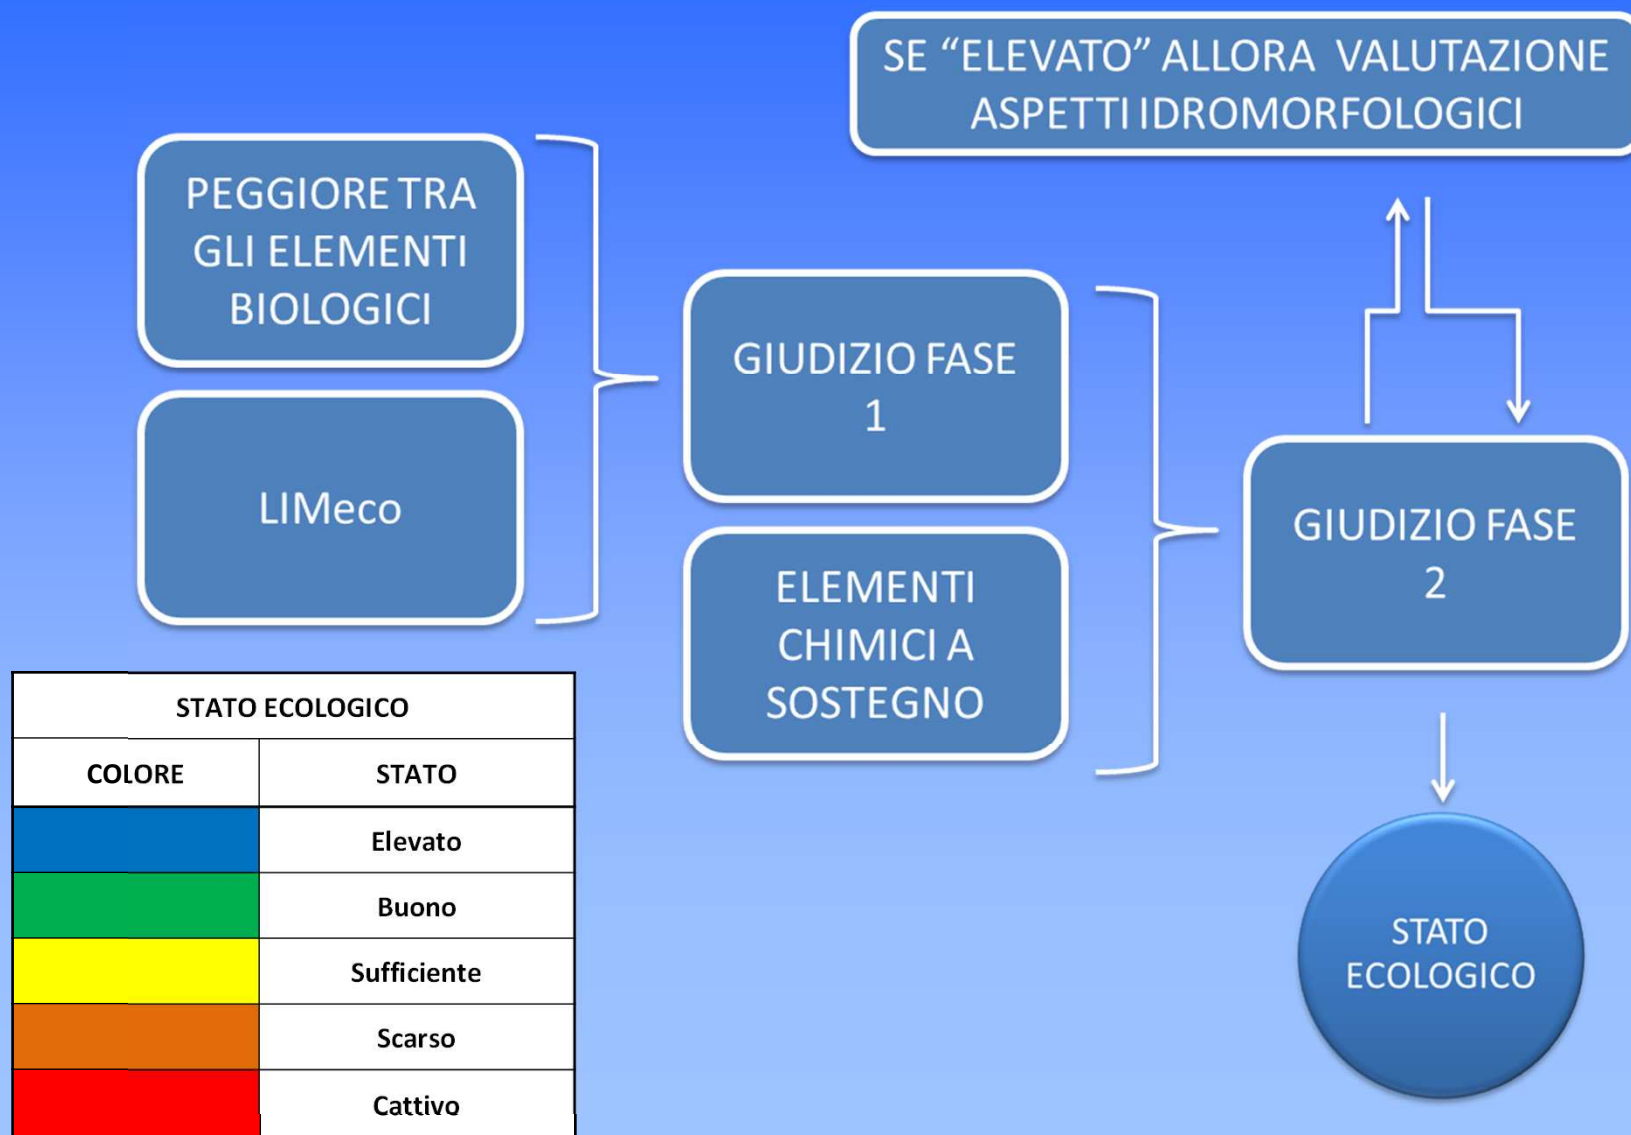 SE “ELEVATO” ALLORA VALUTAZIONE
ASPETTI IDROMORFOLOGICI
PEGGIORE TRA
GLI ELEMENTI
BIOLOGICI
LIMeco
GIUDIZIO FASE
1
ELEMENTI
CHIMICI A
SOSTEGNO
GIUDIZIO FASE
2
STATO
ECOLOGICO
STATO ECOLOGICO
COLORE STATO
Elevato
Buono
Sufficiente
Scarso
Cattivo